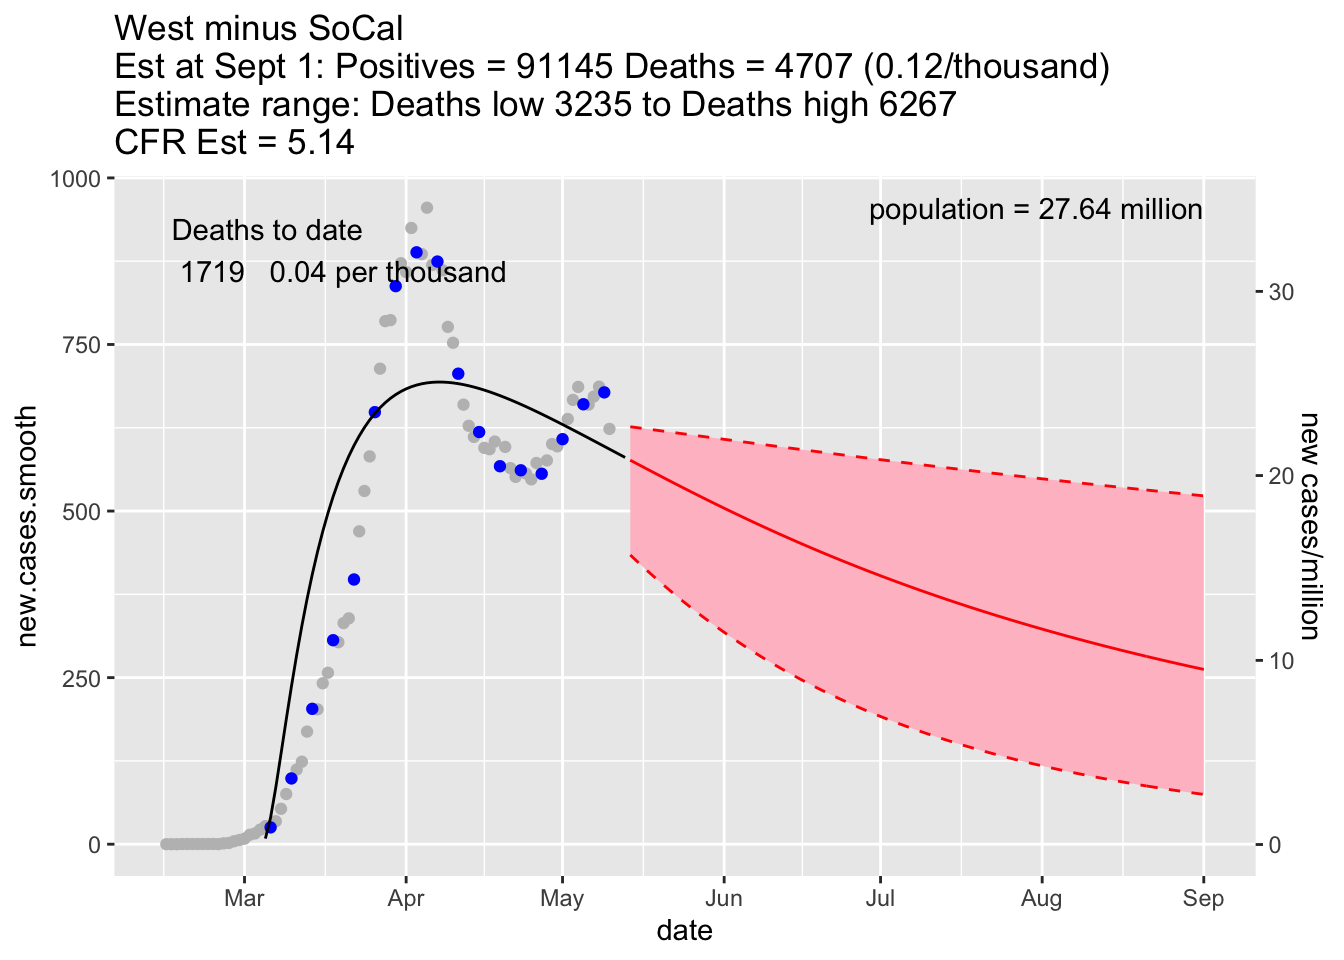 West minus SoCal
Est at Sept 1: Positives = 91145 Deaths = 4707 (0.12/thousand)
Estimate range: Deaths low 3235 to Deaths high 6267
CFR Est = 5.14
population = 27.64 million
Deaths to date
1719 0.04 per thousand
new.cases.smooth
1000
750
500
250
0
new cases/million
30
20
10
0
Mar Apr May Jun Jul Aug Sep
date